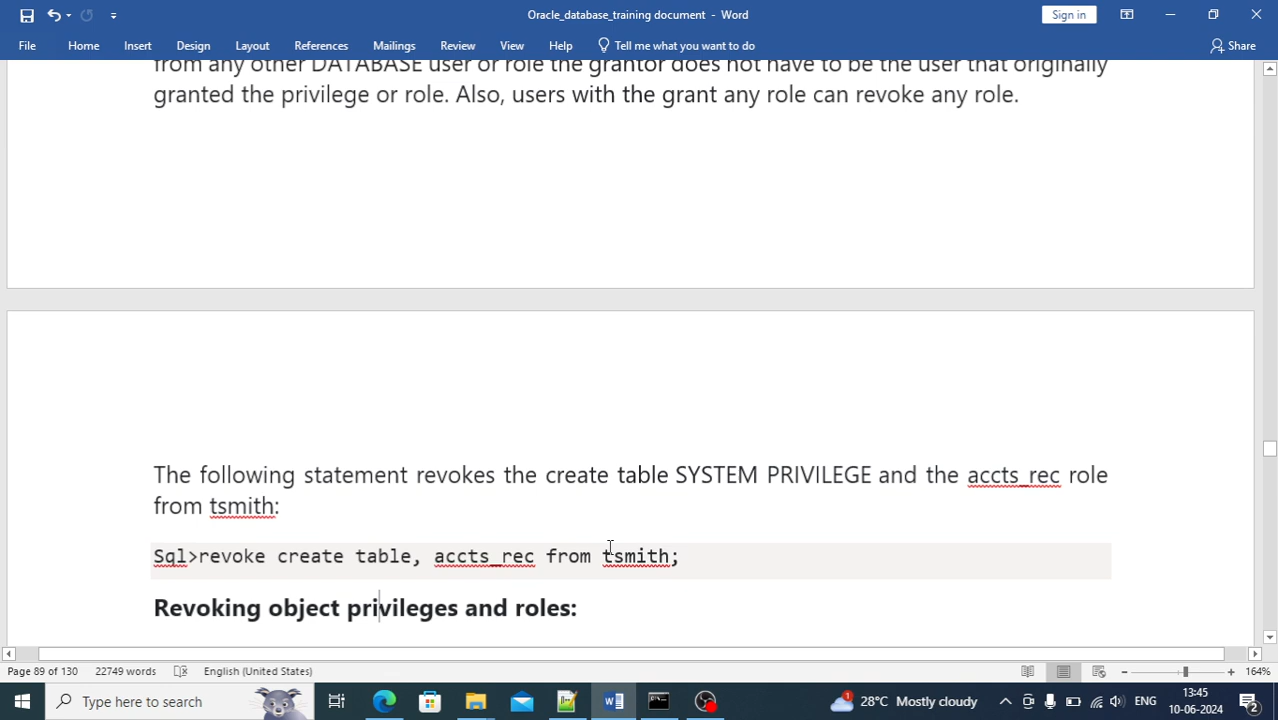 Oracle_database_training document - Word
Sign in
File Home Insert Design Layout References Mailings Review View Help Tell me what you want to do Share
from any other DATABASE user or role the grantor does not have to be the user that originally
granted the privilege or role. Also, users with the grant any role can revoke any role.
The following statement revokes the create table SYSTEM PRIVILEGE and the accts_rec role
from tsmith:
Sql>revoke create table, accts_rec from tsmith;
Revoking object privileges and roles:
Page 89 of 130 22749 words English (United States) 164%
Type here to search 28°C Mostly cloudy ENG 13:45
10-06-2024 2